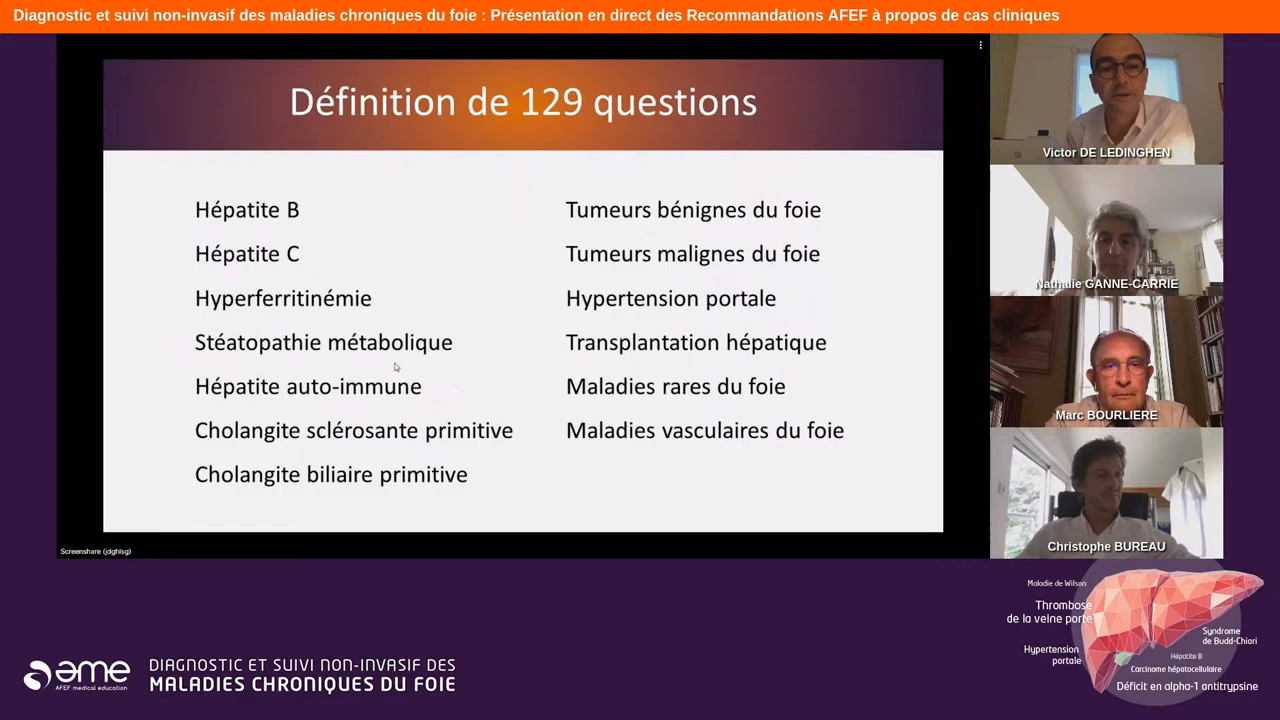 Diagnostic et suivi non-invasif des maladies chroniques du foie : Présentation en direct des Recommandations AFEF à propos de cas cliniques
Définition de 129 questions
Hépatite B
Hépatite C
Hyperferritinémie
Stéatopathie métabolique
Hépatite auto-immune
Cholangite sclérosante primitive
Cholangite biliaire primitive
Tumeurs bénignes du foie
Tumeurs malignes du foie
Hypertension portale
Transplantation hépatique
Maladies rares du foie
Maladies vasculaires du foie
Screenshare (jdghlsg)
Victor DE LEDINGHEN
Nathalie GANNE-CARRIE
Marc BOURLIERE
Christophe BUREAU
ame
AFEF medical education
DIAGNOSTIC ET SUIVI NON-INVASIF DES
MALADIES CHRONIQUES DU FOIE
Maladie de Wilson
Thrombose
de la veine porte
Hypertension
portale
Syndrome
de Budd-Chiari
Hépatite B
Carcinome hépatocellulaire
Déficit en alpha-1 antitrypsine